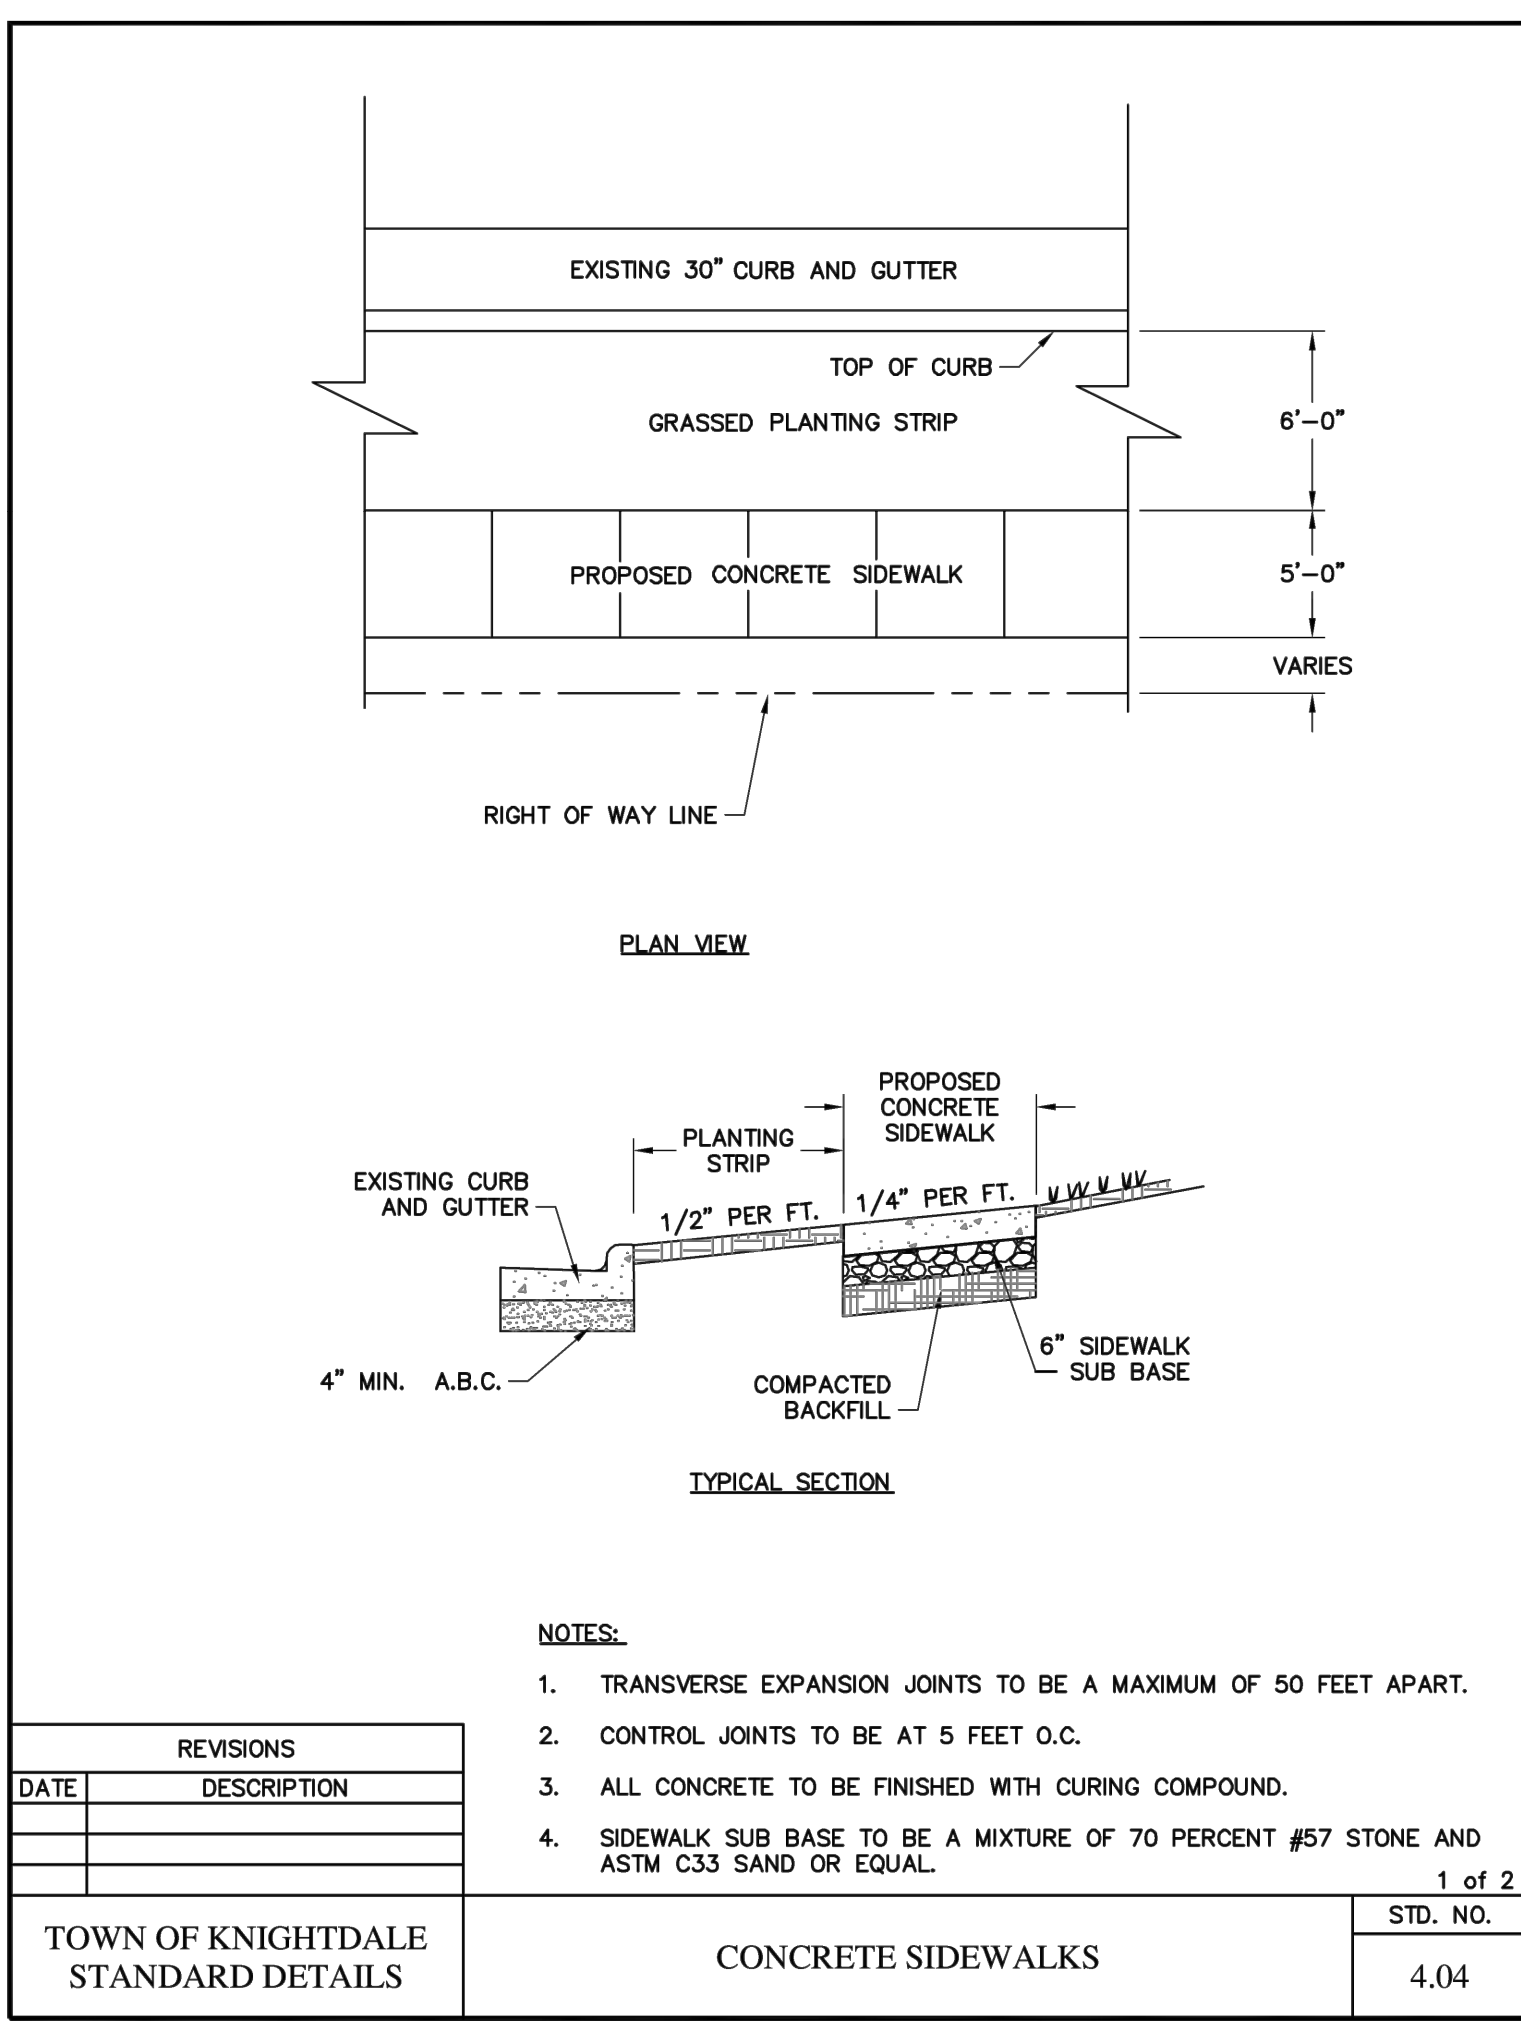 EXISTING 30" CURB AND GUTTER
TOP OF CURB
GRASSED PLANTING STRIP
6'-0"
PROPOSED CONCRETE SIDEWALK
5'-0"
VARIES
RIGHT OF WAY LINE
PLAN VIEW
PROPOSED
CONCRETE
SIDEWALK
PLANTING
STRIP
EXISTING CURB
AND GUTTER
1/2" PER FT.
1/4" PER FT.
6" SIDEWALK
SUB BASE
4" MIN. A.B.C.
COMPACTED
BACKFILL
TYPICAL SECTION
NOTES:
1. TRANSVERSE EXPANSION JOINTS TO BE A MAXIMUM OF 50 FEET APART.
2. CONTROL JOINTS TO BE AT 5 FEET O.C.
3. ALL CONCRETE TO BE FINISHED WITH CURING COMPOUND.
4. SIDEWALK SUB BASE TO BE A MIXTURE OF 70 PERCENT #57 STONE AND
ASTM C33 SAND OR EQUAL.
1 of 2
REVISIONS
DATE DESCRIPTION
TOWN OF KNIGHTDALE
STANDARD DETAILS
CONCRETE SIDEWALKS
STD. NO.
4.04